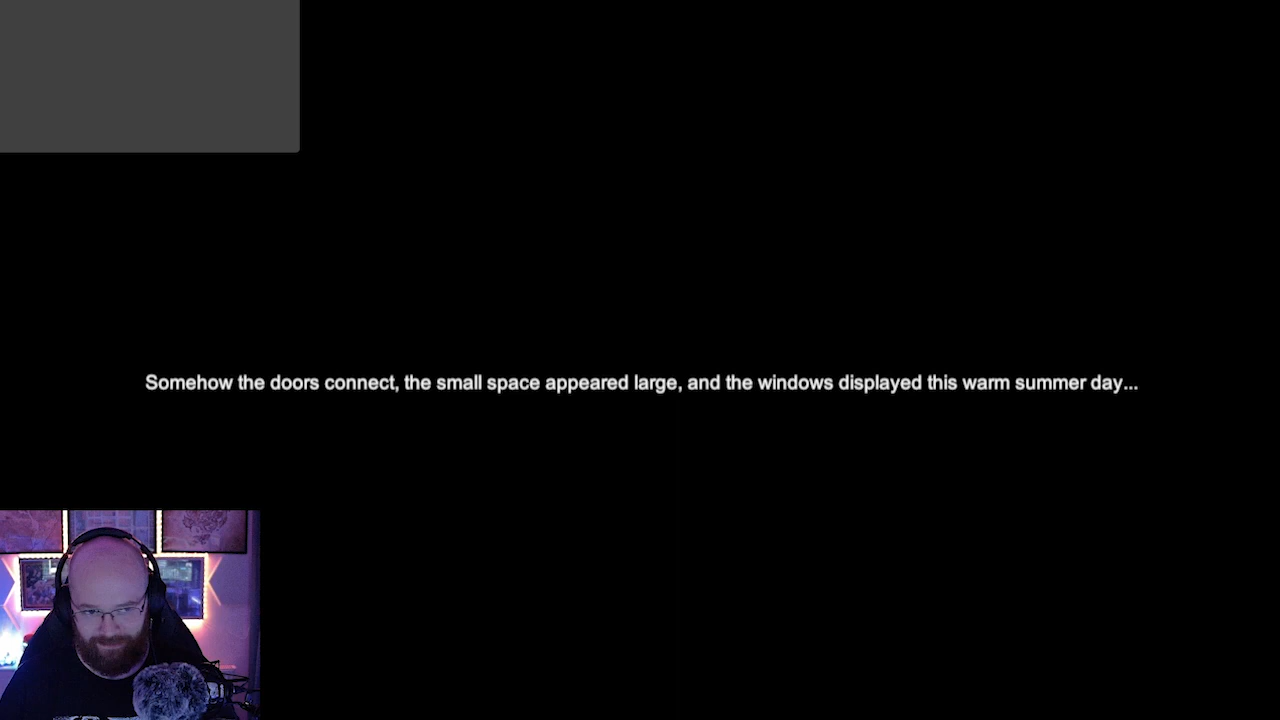 Somehow the doors connect, the small space appeared large, and the windows displayed this warm summer day...